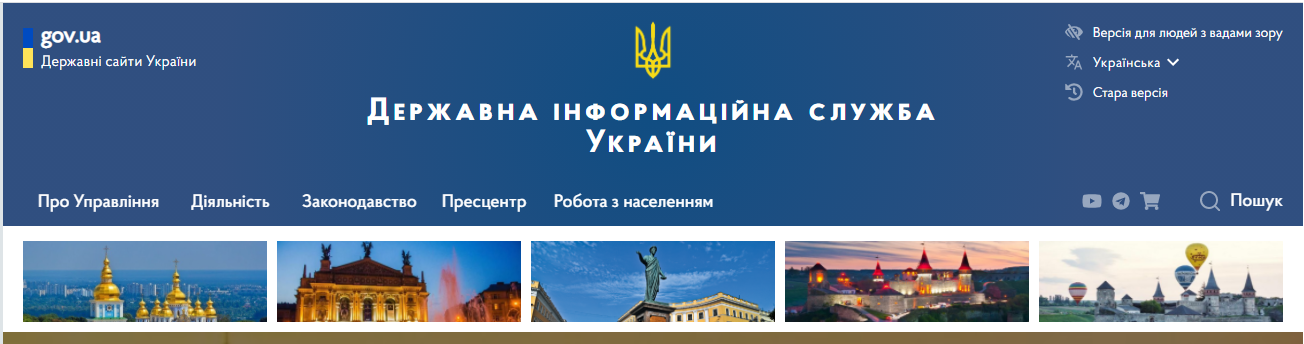 gov.ua
Державні сайти України
Версія для людей з вадами зору
Українська
Стара версія
Державна інформаційна служба
України
Про Управління Діяльність Законодавство Пресцентр Робота з населенням Пошук